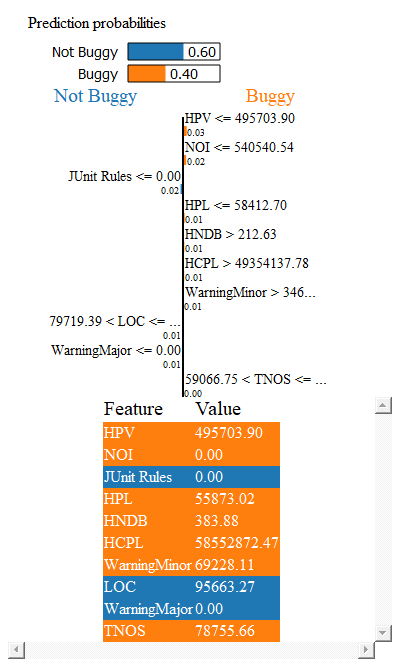 Prediction probabilities
Not Buggy 0.60
Buggy 0.40
Not Buggy Buggy
HPV <= 495703.90
0.03
NOI <= 540540.54
0.02
JUnit Rules <= 0.00
0.02
HPL <= 58412.70
0.01
HNDB > 212.63
0.01
HCPL > 49354137.78
0.01
WarningMinor > 346...
0.01
79719.39 < LOC <= ...
0.01
WarningMajor <= 0.00
0.01
59066.75 < TNOS <= ...
0.00
Feature Value
HPV 495703.90
NOI 0.00
JUnit Rules 0.00
HPL 55873.02
HNDB 383.88
HCPL 58552872.47
WarningMinor 69228.11
LOC 95663.27
WarningMajor 0.00
TNOS 78755.66